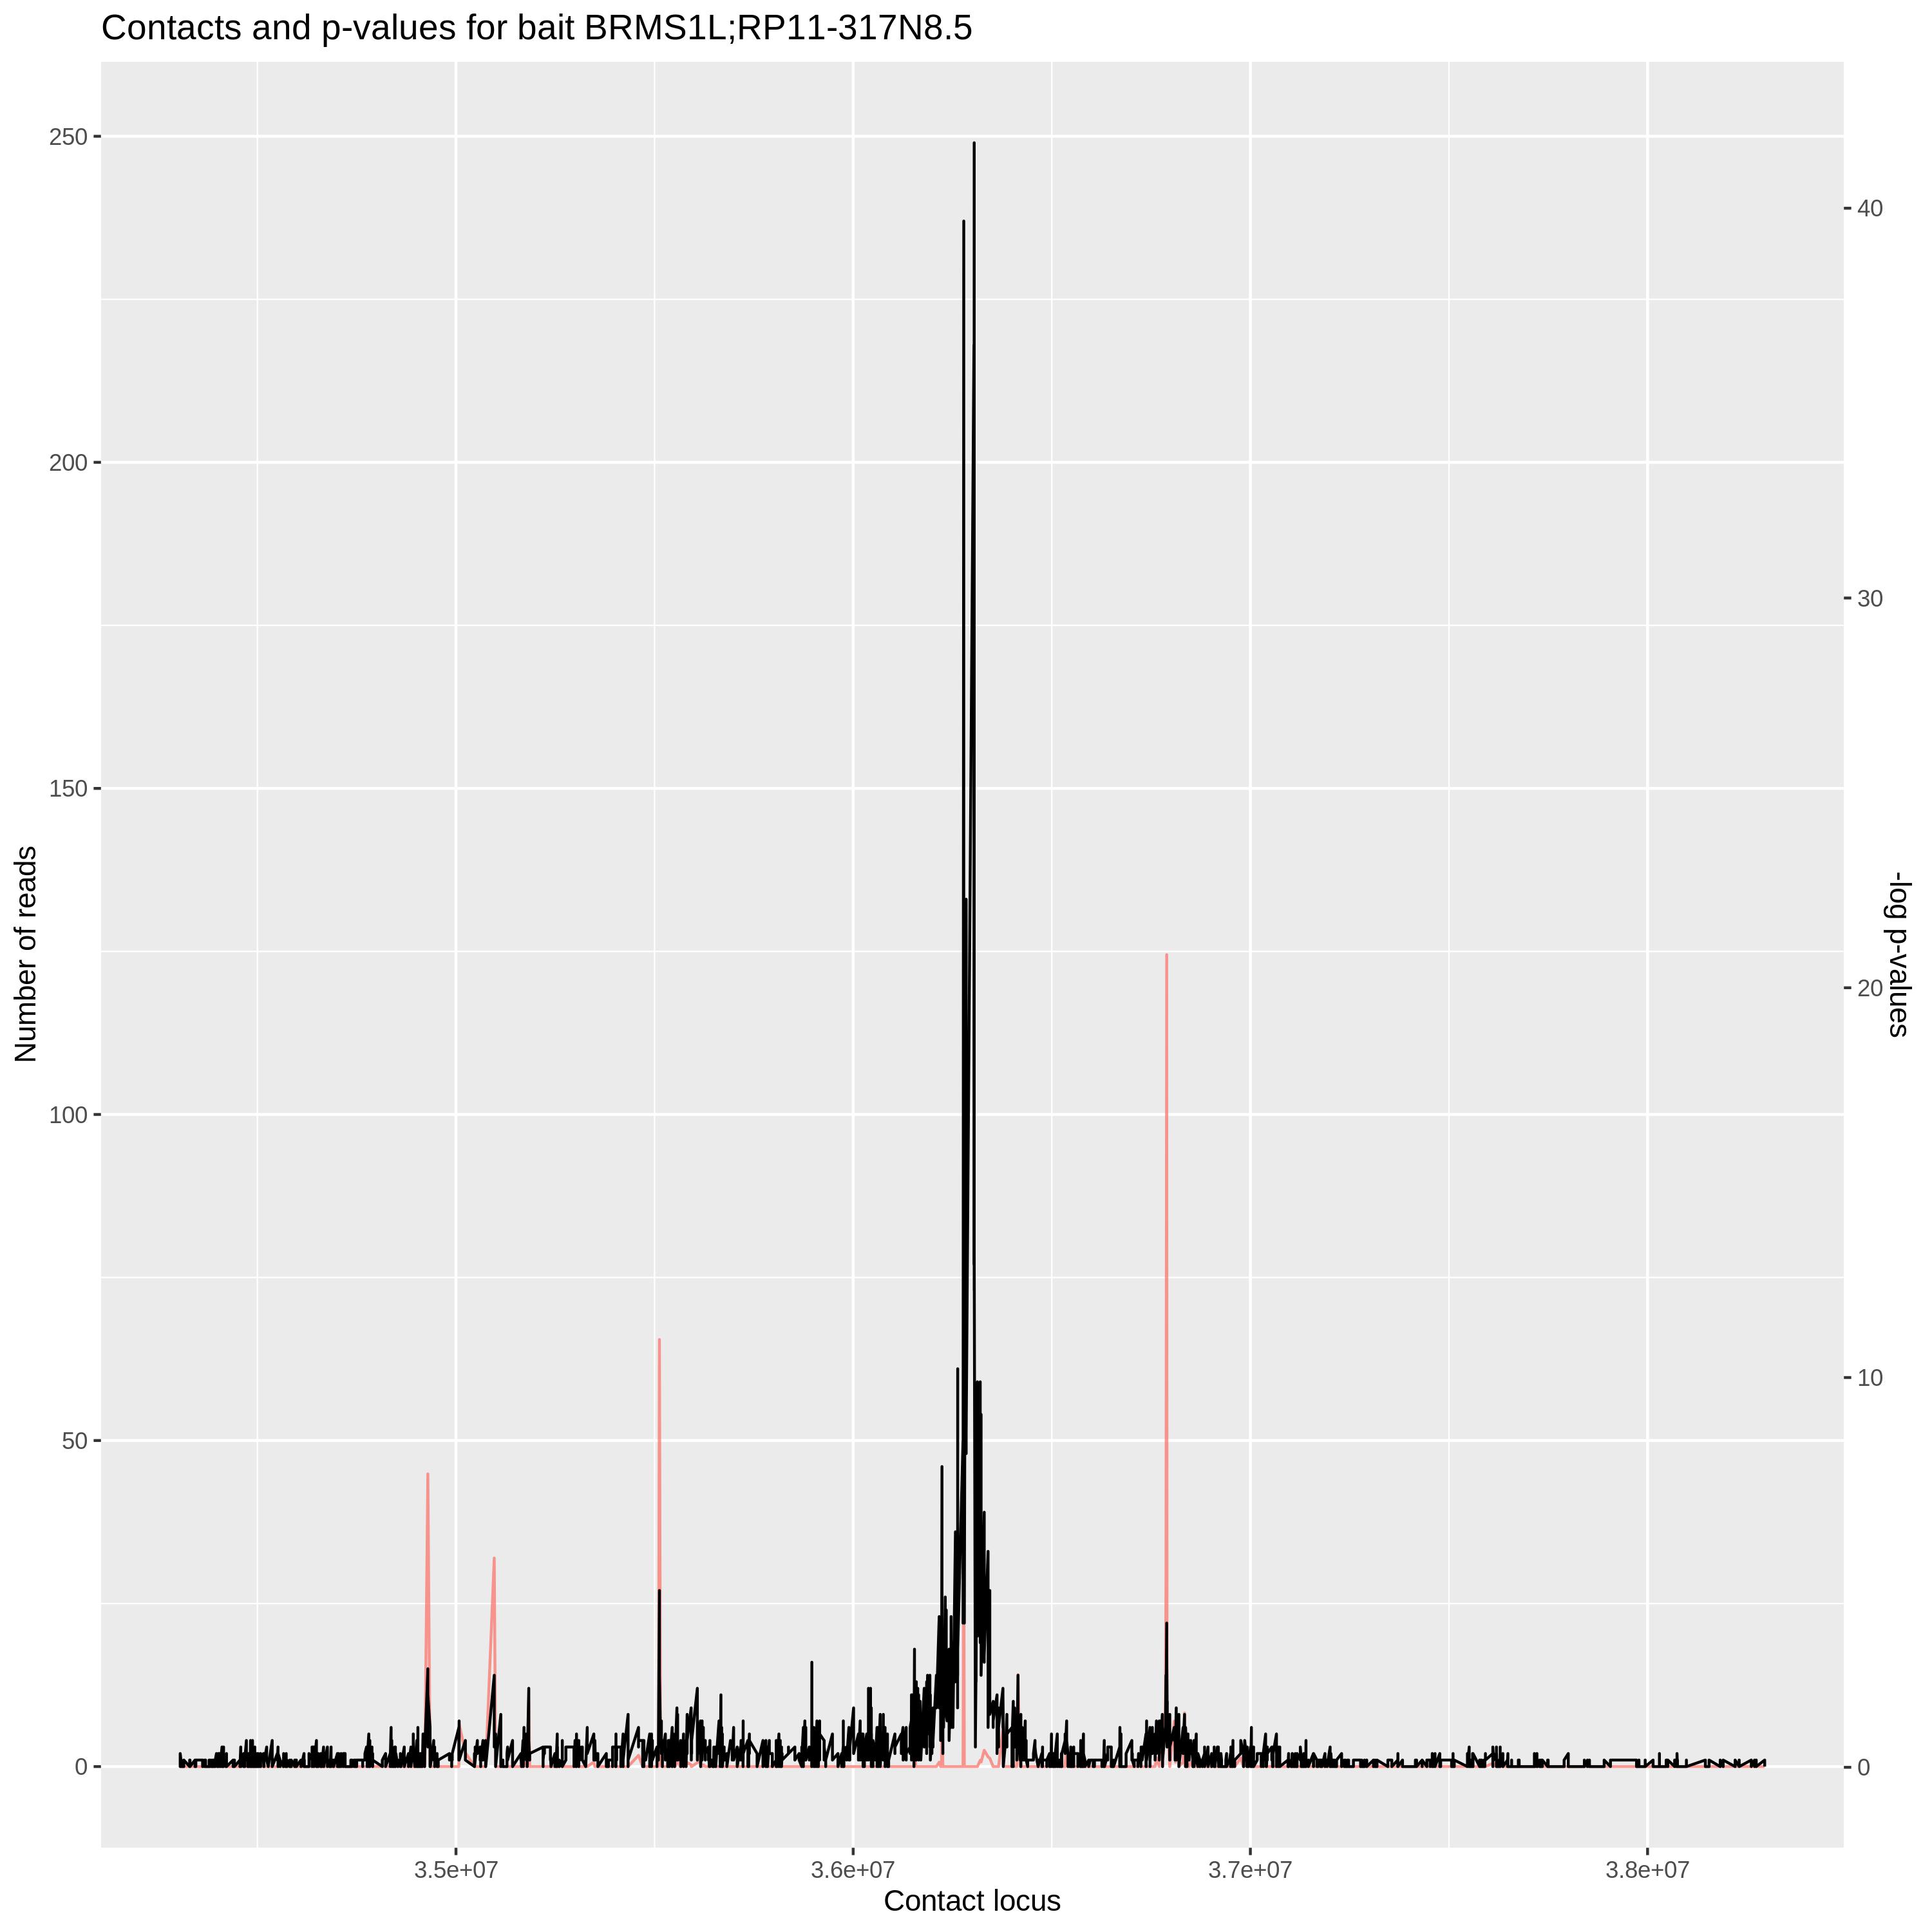 Contacts and p-values for bait BRMS1L;RP11-317N8.5
250
200
150
100
50
0
Number of reads
40
30
20
10
0
-log p-values
3.5e+07 3.6e+07 3.7e+07 3.8e+07
Contact locus